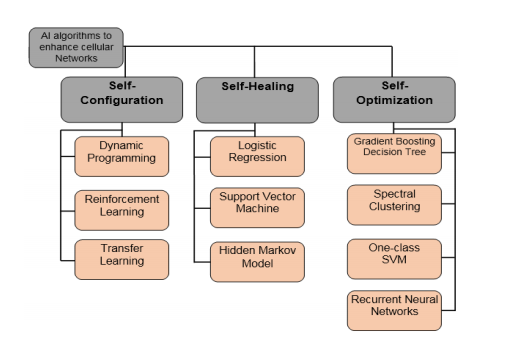 AI algorithms to
enhance cellular
Networks
Self-
Configuration
Self-Healing
Self-
Optimization
Dynamic
Programming
Reinforcement
Learning
Transfer
Learning
Logistic
Regression
Support Vector
Machine
Hidden Markov
Model
Gradient Boosting
Decision Tree
Spectral
Clustering
One-class
SVM
Recurrent Neural
Networks